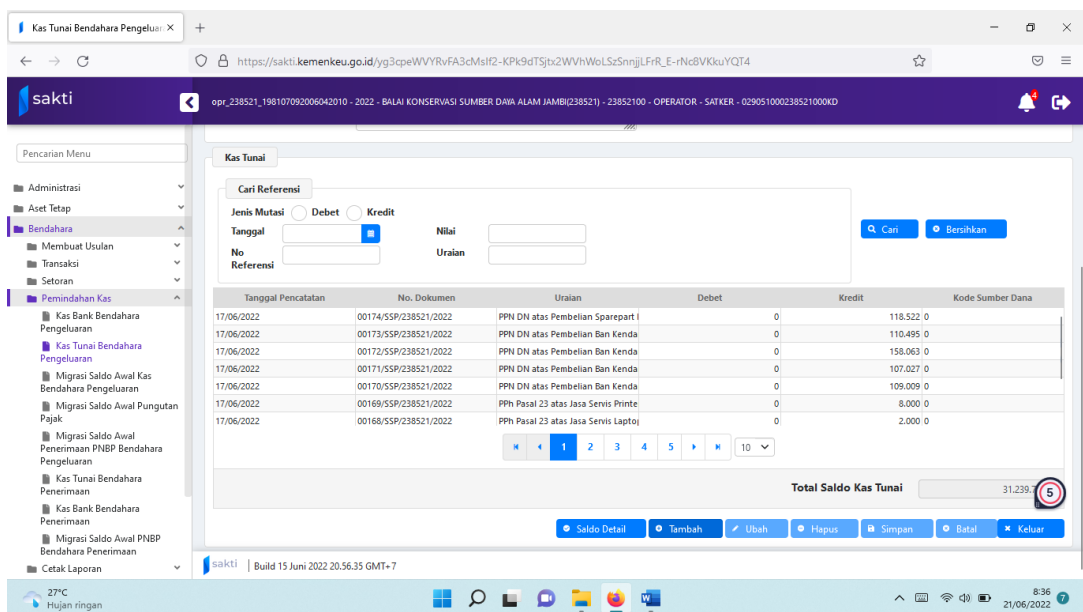 Kas Tunai Bendahara Pengeluar
https://sakti.kemenkeu.go.id/yg3cpeWVYRvFA3cMsIf2-KPk9dTSjtx2WVhWoLSzSnnjjLFrR_E-rNc8VKkuYQT4
sakti
opr_238521_198107092006042010 - 2022 - BALAI KONSERVASI SUMBER DAYA ALAM JAMBI(238521) - 23852100 - OPERATOR - SATKER - 029051000238521000KD
4
Pencarian Menu
Administrasi
Aset Tetap
Bendahara
Membuat Usulan
Transaksi
Setoran
Pemindahan Kas
Kas Bank Bendahara
Pengeluaran
Kas Tunai Bendahara
Pengeluaran
Migrasi Saldo Awal Kas
Bendahara Pengeluaran
Migrasi Saldo Awal Pungutan
Pajak
Migrasi Saldo Awal
Penerimaan PNBP Bendahara
Pengeluaran
Kas Tunai Bendahara
Penerimaan
Kas Bank Bendahara
Penerimaan
Migrasi Saldo Awal PNBP
Bendahara Penerimaan
Cetak Laporan
Kas Tunai
Cari Referensi
Jenis Mutasi Debet Kredit
Tanggal Nilai
No Referensi Uraian
Cari Bersihkan
Tanggal Pencatatan No. Dokumen Uraian Debet Kredit Kode Sumber Dana
17/06/2022 00174/SSP/238521/2022 PPN DN atas Pembelian Sparepart 0 118.522 0
17/06/2022 00173/SSP/238521/2022 PPN DN atas Pembelian Ban Kenda 0 110.495 0
17/06/2022 00172/SSP/238521/2022 PPN DN atas Pembelian Ban Kenda 0 158.063 0
17/06/2022 00171/SSP/238521/2022 PPN DN atas Pembelian Ban Kenda 0 107.027 0
17/06/2022 00170/SSP/238521/2022 PPN DN atas Pembelian Ban Kenda 0 109.009 0
17/06/2022 00169/SSP/238521/2022 PPh Pasal 23 atas Jasa Servis Printe 0 8.000 0
17/06/2022 00168/SSP/238521/2022 PPh Pasal 23 atas Jasa Servis Laptop 0 2.000 0
1 2 3 4 5 10
Total Saldo Kas Tunai 31.239.
5
Saldo Detail Tambah Ubah Hapus Simpan Batal Keluar
sakti Build 15 Juni 2022 20.56.35 GMT+7
27°C
Hujan ringan
8:36
21/06/2022
7